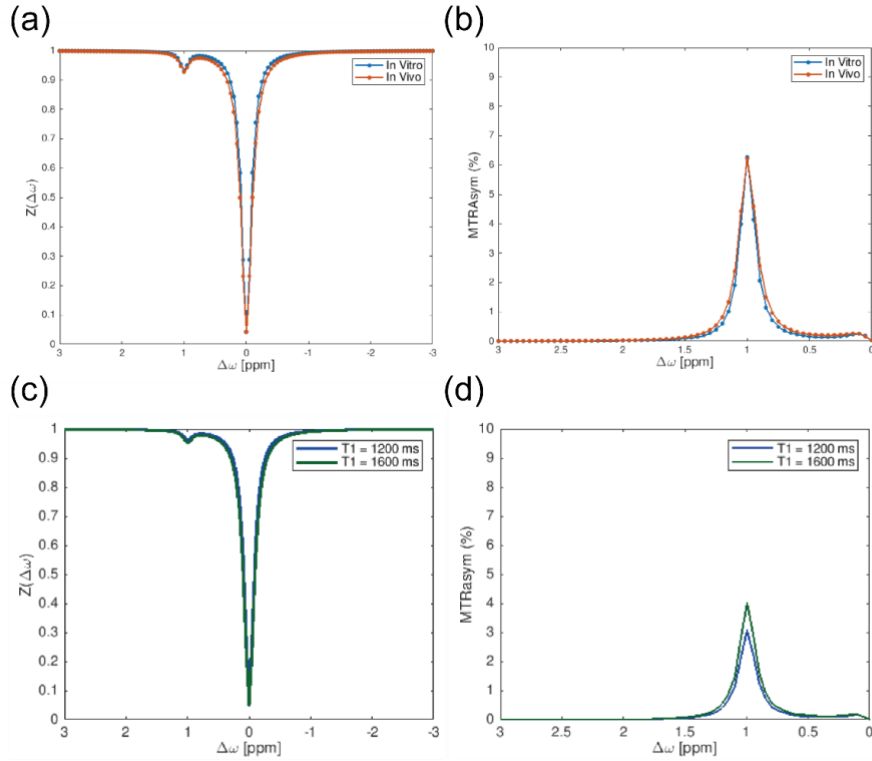 (a)
1
0.9
0.8
0.7
0.6
0.5
0.4
0.3
0.2
0.1
0
Z(Δω)
3 2 1 0 -1 -2 -3
Δω [ppm]
In Vitro
In Vivo
(b)
10
9
8
7
6
5
4
3
2
1
0
MTRAsym (%)
3 2.5 2 1.5 1 0.5 0
Δω [ppm]
In Vitro
In Vivo
(c)
1
0.9
0.8
0.7
0.6
0.5
0.4
0.3
0.2
0.1
0
Z(Δω)
3 2 1 0 -1 -2 -3
Δω [ppm]
T1 = 1200 ms
T1 = 1600 ms
(d)
10
9
8
7
6
5
4
3
2
1
0
MTRasym (%)
3 2.5 2 1.5 1 0.5 0
Δω [ppm]
T1 = 1200 ms
T1 = 1600 ms